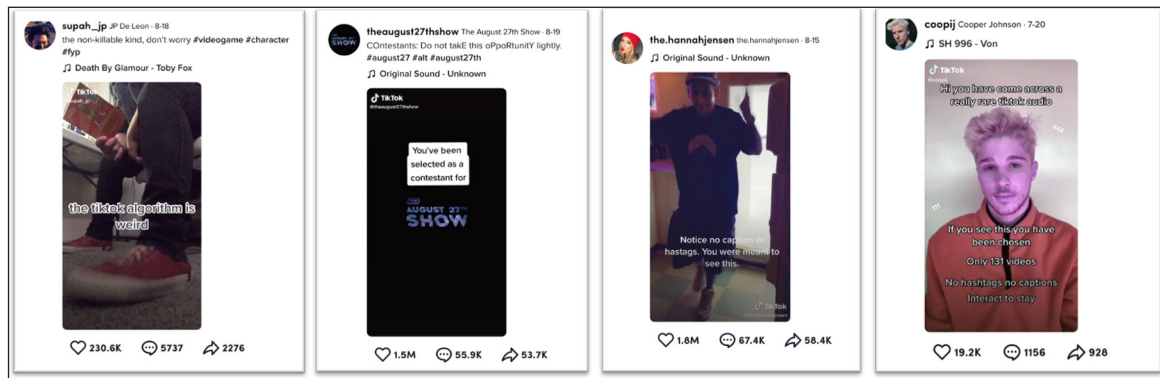 supah_jp JP De Leon · 8-18
the non-killable kind, don't worry #videogame #character
#fyp
♫ Death By Glamour - Toby Fox
TikTok
the tiktok algorithm is
weird
230.6K 5737 2276
THE AUGUST 27TH SHOW
theaugust27thshow The August 27th Show · 8-19
COntestants: Do not takE this oPpoRtunitY lightly.
#august27 #alt #august27th
♫ Original Sound - Unknown
TikTok
@theaugust27thshow
You've been
selected as a
contestant for
THE
AUGUST 27TH
SHOW
1.5M 55.9K 53.7K
the.hannahjensen the.hannahjensen · 8-15
♫ Original Sound - Unknown
Notice no caption or
hastags. You were meant to
see this.
TikTok
1.8M 67.4K 58.4K
coopij Cooper Johnson · 7-20
♫ SH 996 - Von
TikTok
Hi you have come across a
really rare tiktok audio
If you see this you have
been chosen
Only 131 videos
No hashtags no captions
Interact to stay
19.2K 1156 928